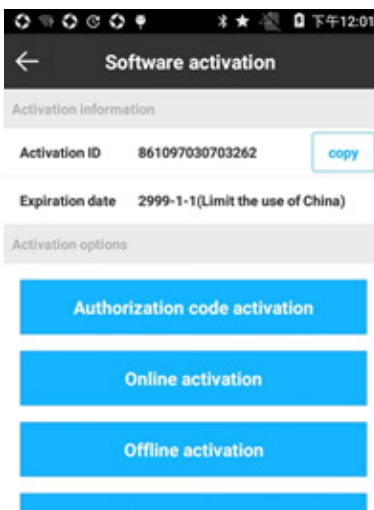 下午12:01
Software activation
Activation information
Activation ID 861097030703262 copy
Expiration date 2999-1-1(Limit the use of China)
Activation options
Authorization code activation
Online activation
Offline activation